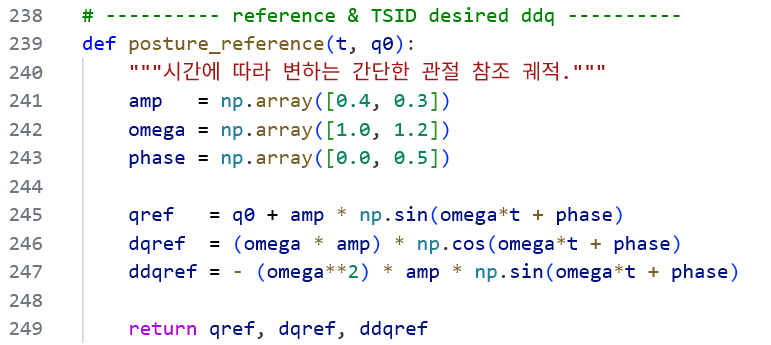 238 # ---------- reference & TSID desired ddq ----------
239 def posture_reference(t, q0):
240     """시간에 따라 변하는 간단한 관절 참조 궤적."""
241     amp   = np.array([0.4, 0.3])
242     omega = np.array([1.0, 1.2])
243     phase = np.array([0.0, 0.5])
244
245     qref   = q0 + amp * np.sin(omega*t + phase)
246     dqref  = (omega * amp) * np.cos(omega*t + phase)
247     ddqref = - (omega**2) * amp * np.sin(omega*t + phase)
248
249     return qref, dqref, ddqref